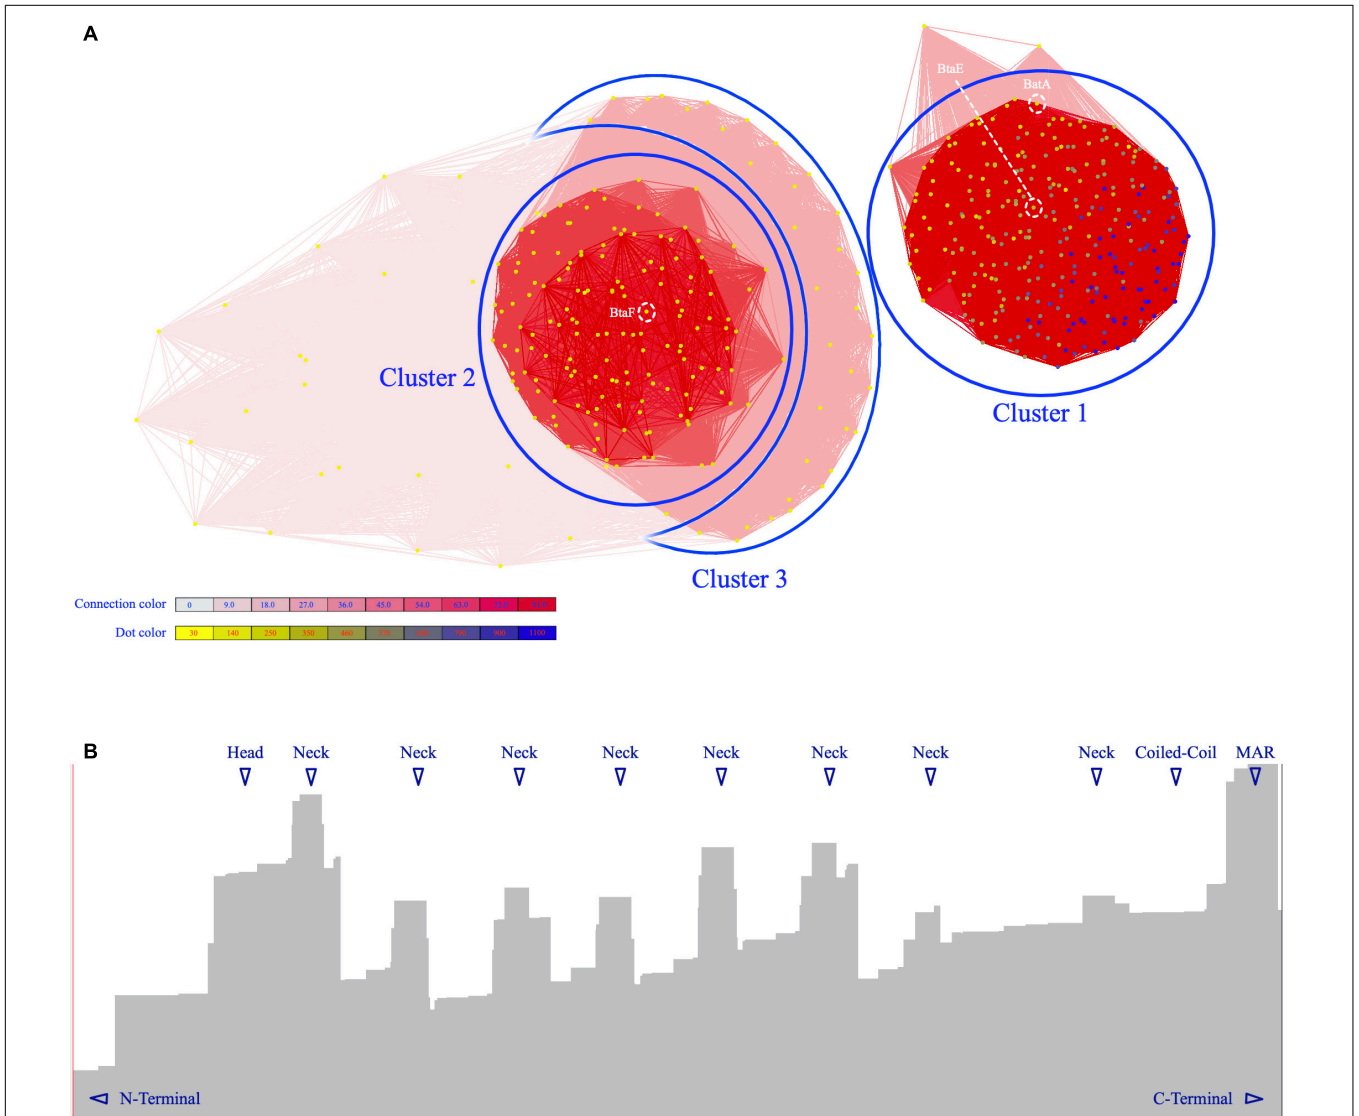 A
BtaE
BatA
BtaF
Cluster 2
Cluster 1
Cluster 3
Connection color 0 9.0 18.0 27.0 36.0 45.0 54.0 63.0
Dot color 30 140 250 350 460 900 1100
B Head Neck Neck Neck Neck Neck Neck Neck Neck Coiled-Coil MAR
N-Terminal C-Terminal